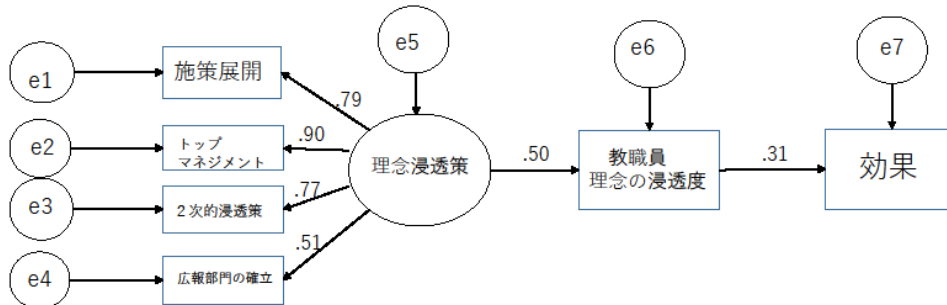 e5
e6
e7
e1
施策展開
.79
e2
トップ
マネジメント
.90
理念浸透策
.50
教職員
理念の浸透度
.31
効果
e3
２次的浸透策
.77
.51
e4
広報部門の確立